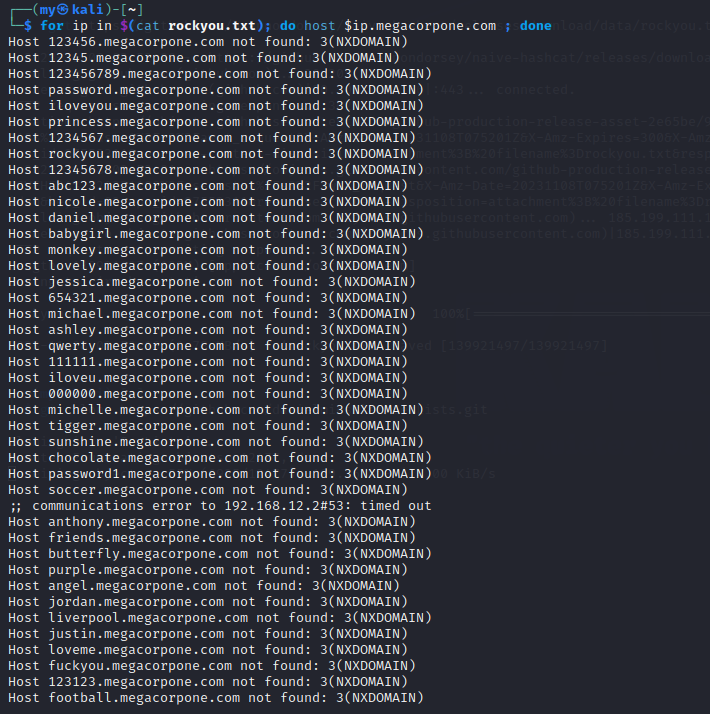 ┌──(my㉿kali)-[~]
└─$ for ip in $(cat rockyou.txt); do host $ip.megacorpone.com ; done
Host 123456.megacorpone.com not found: 3(NXDOMAIN)
Host 12345.megacorpone.com not found: 3(NXDOMAIN)
Host 123456789.megacorpone.com not found: 3(NXDOMAIN)
Host password.megacorpone.com not found: 3(NXDOMAIN)
Host iloveyou.megacorpone.com not found: 3(NXDOMAIN)
Host princess.megacorpone.com not found: 3(NXDOMAIN)
Host 1234567.megacorpone.com not found: 3(NXDOMAIN)
Host rockyou.megacorpone.com not found: 3(NXDOMAIN)
Host 12345678.megacorpone.com not found: 3(NXDOMAIN)
Host abc123.megacorpone.com not found: 3(NXDOMAIN)
Host nicole.megacorpone.com not found: 3(NXDOMAIN)
Host daniel.megacorpone.com not found: 3(NXDOMAIN)
Host babygirl.megacorpone.com not found: 3(NXDOMAIN)
Host monkey.megacorpone.com not found: 3(NXDOMAIN)
Host lovely.megacorpone.com not found: 3(NXDOMAIN)
Host jessica.megacorpone.com not found: 3(NXDOMAIN)
Host 654321.megacorpone.com not found: 3(NXDOMAIN)
Host michael.megacorpone.com not found: 3(NXDOMAIN)
Host ashley.megacorpone.com not found: 3(NXDOMAIN)
Host qwerty.megacorpone.com not found: 3(NXDOMAIN)
Host 111111.megacorpone.com not found: 3(NXDOMAIN)
Host iloveu.megacorpone.com not found: 3(NXDOMAIN)
Host 000000.megacorpone.com not found: 3(NXDOMAIN)
Host michelle.megacorpone.com not found: 3(NXDOMAIN)
Host tigger.megacorpone.com not found: 3(NXDOMAIN)
Host sunshine.megacorpone.com not found: 3(NXDOMAIN)
Host chocolate.megacorpone.com not found: 3(NXDOMAIN)
Host password1.megacorpone.com not found: 3(NXDOMAIN)
Host soccer.megacorpone.com not found: 3(NXDOMAIN)
;; communications error to 192.168.12.2#53: timed out
Host anthony.megacorpone.com not found: 3(NXDOMAIN)
Host friends.megacorpone.com not found: 3(NXDOMAIN)
Host butterfly.megacorpone.com not found: 3(NXDOMAIN)
Host purple.megacorpone.com not found: 3(NXDOMAIN)
Host angel.megacorpone.com not found: 3(NXDOMAIN)
Host jordan.megacorpone.com not found: 3(NXDOMAIN)
Host liverpool.megacorpone.com not found: 3(NXDOMAIN)
Host justin.megacorpone.com not found: 3(NXDOMAIN)
Host loveme.megacorpone.com not found: 3(NXDOMAIN)
Host fuckyou.megacorpone.com not found: 3(NXDOMAIN)
Host 123123.megacorpone.com not found: 3(NXDOMAIN)
Host football.megacorpone.com not found: 3(NXDOMAIN)